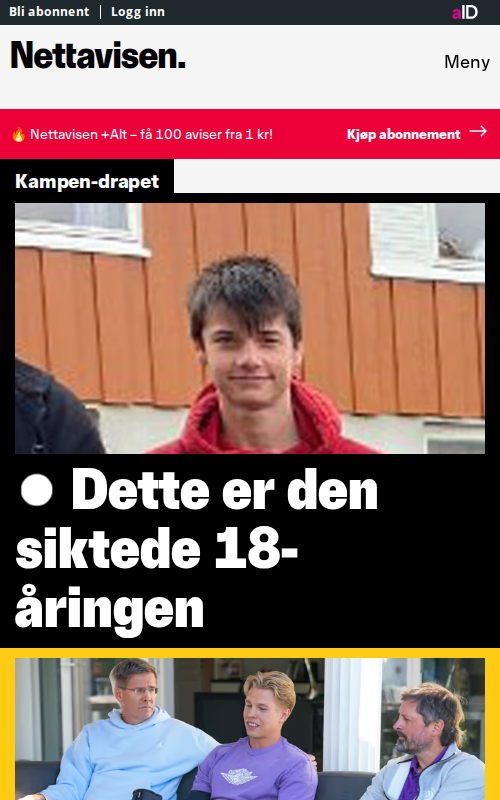 Bli abonnent | Logg inn
aID
Nettavisen.
Meny
🔥 Nettavisen +Alt – få 100 aviser fra 1 kr!
Kjøp abonnement →
Kampen-drapet
Dette er den
siktede 18-
åringen